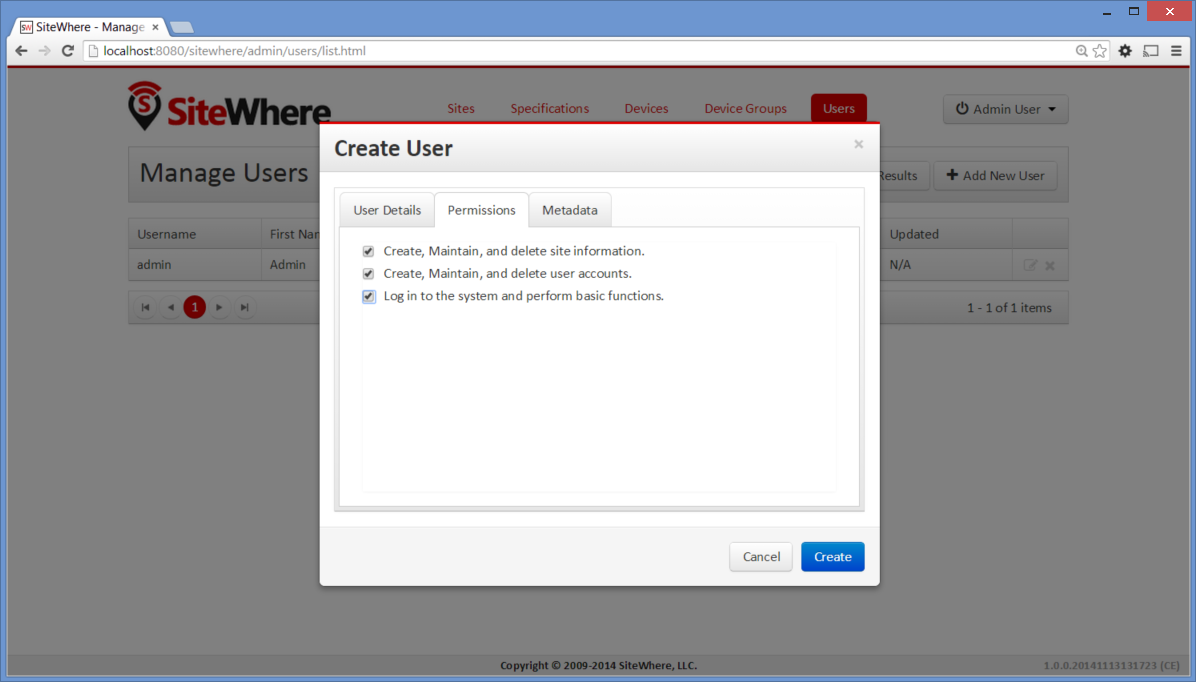 SiteWhere - Manage
localhost:8080/sitewhere/admin/users/list.html
SiteWhere
Sites Specifications Devices Device Groups Users Admin User
Create User ×
Manage Users
Results Add New User
User Details Permissions Metadata
Username First Nam Updated
Create, Maintain, and delete site information.
admin Admin N/A
Create, Maintain, and delete user accounts.
Log in to the system and perform basic functions.
1 1 - 1 of 1 items
Cancel Create
Copyright © 2009-2014 SiteWhere, LLC. 1.0.0.20141113131723 (CE)